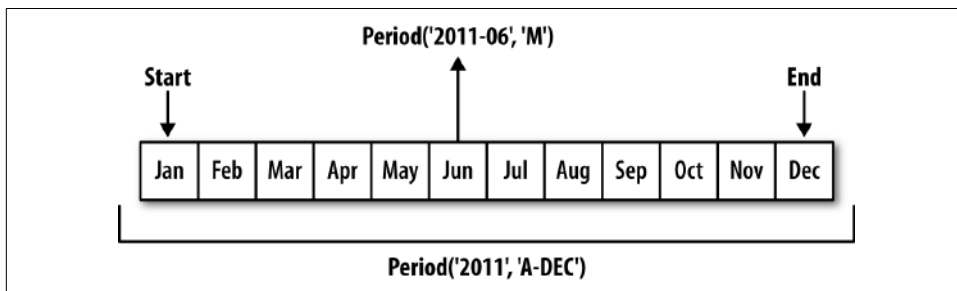 Period('2011-06', 'M')
Start End
Jan Feb Mar Apr May Jun Jul Aug Sep Oct Nov Dec
Period('2011', 'A-DEC')